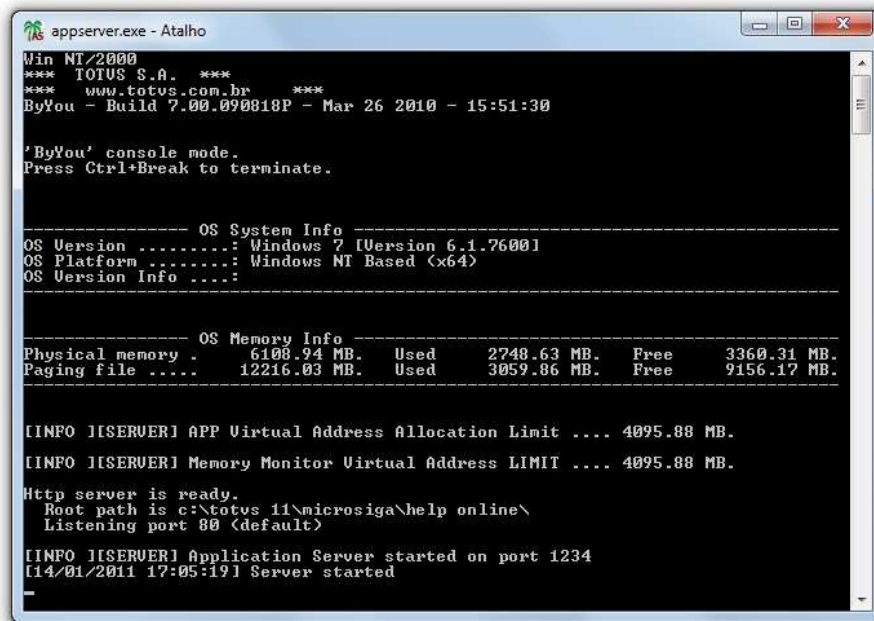 appserver.exe - Atalho
Win NT/2000
*** TOTVS S.A. ***
*** www.totvs.com.br ***
ByYou - Build 7.00.090818P - Mar 26 2010 - 15:51:30
'ByYou' console mode.
Press Ctrl+Break to terminate.
---------------- OS System Info ------------------------------------------------
OS Version .........: Windows 7 [Version 6.1.7600]
OS Platform ........: Windows NT Based (x64)
OS Version Info ....:
--------------------------------------------------------------------------------
---------------- OS Memory Info ------------------------------------------------
Physical memory . 6108.94 MB. Used 2748.63 MB. Free 3360.31 MB.
Paging file ..... 12216.03 MB. Used 3059.86 MB. Free 9156.17 MB.
--------------------------------------------------------------------------------
[INFO ][SERVER] APP Virtual Address Allocation Limit .... 4095.88 MB.
[INFO ][SERVER] Memory Monitor Virtual Address LIMIT .... 4095.88 MB.
Http server is ready.
Root path is c:\totvs 11\microsiga\help online\
Listening port 80 (default)
[INFO ][SERVER] Application Server started on port 1234
[14/01/2011 17:05:19] Server started